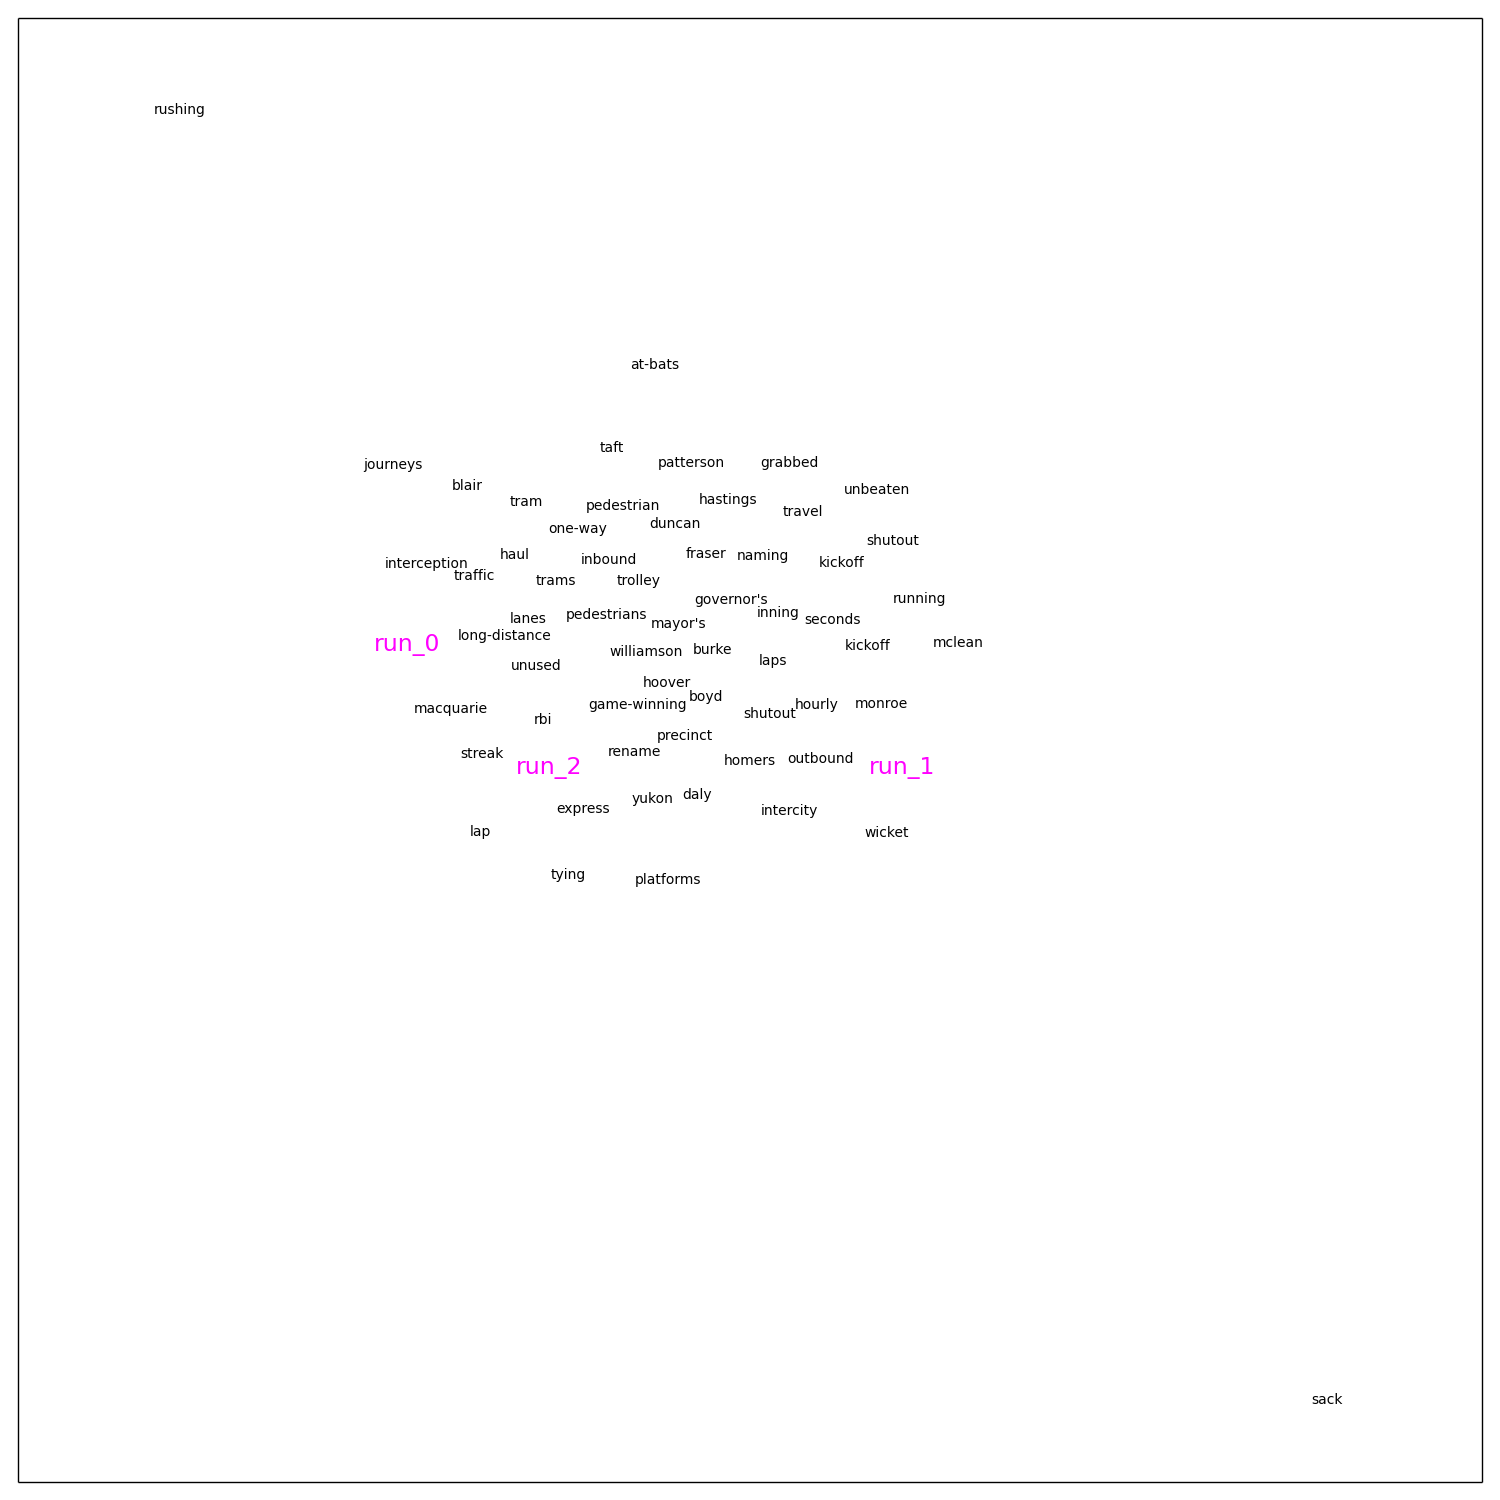 rushing
at-bats
taft
patterson
grabbed
journeys
blair
unbeaten
tram
pedestrian
hastings
travel
one-way
duncan
shutout
haul
inbound
fraser
naming
interception
kickoff
traffic
trams
trolley
governor's
running
inning
lanes
pedestrians
mayor's
seconds
run_0
long-distance
williamson
burke
kickoff
mclean
unused
laps
hoover
boyd
macquarie
game-winning
hourly
monroe
rbi
shutout
precinct
streak
rename
run_2
homers
outbound
run_1
express
yukon
daly
intercity
lap
wicket
tying
platforms
sack